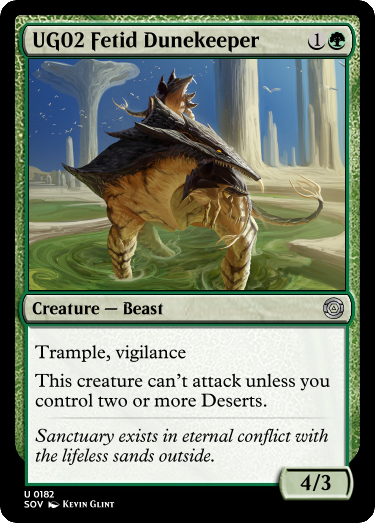 UG02 Fetid Dunekeeper 1
Creature — Beast
Trample, vigilance
This creature can't attack unless you
control two or more Deserts.
Sanctuary exists in eternal conflict with
the lifeless sands outside.
4/3
U 0182
SOV Kevin Glint